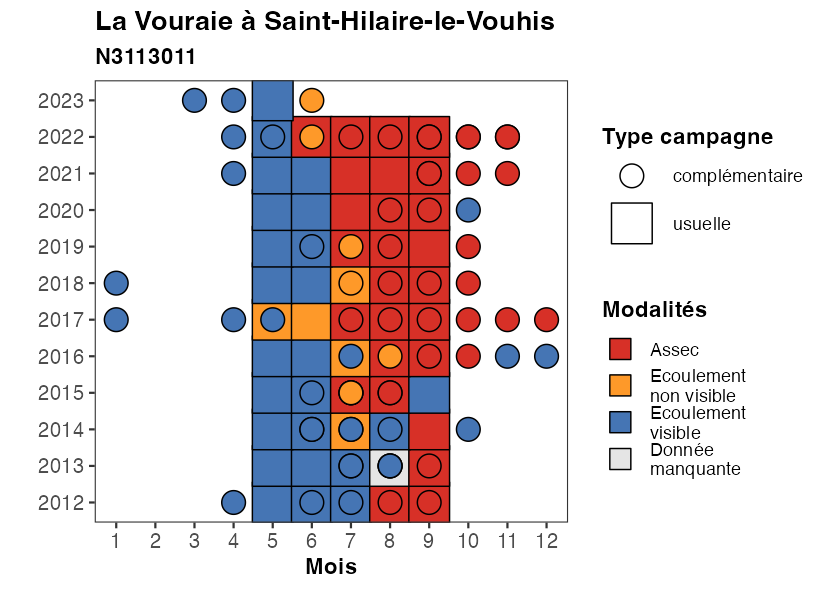 La Vouraie à Saint-Hilaire-le-Vouhis
N3113011
2023
2022
2021
2020
2019
2018
2017
2016
2015
2014
2013
2012
1 2 3 4 5 6 7 8 9 10 11 12
Mois
Type campagne
complémentaire
usuelle
Modalités
Assec
Ecoulement
non visible
Ecoulement
visible
Donnée
manquante